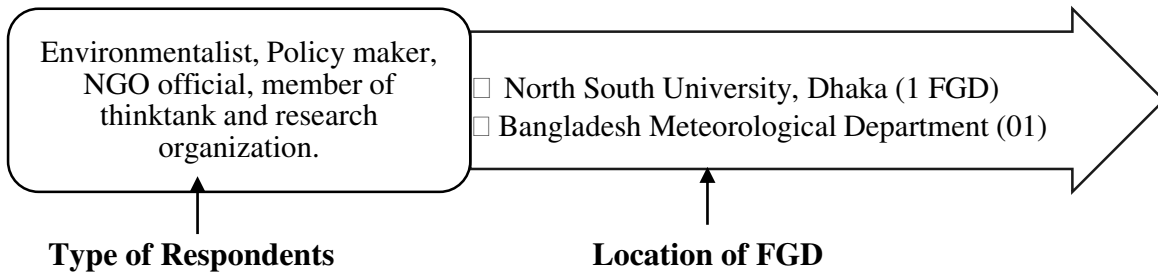 Environmentalist, Policy maker,
NGO official, member of
thinktank and research
organization.
□ North South University, Dhaka (1 FGD)
□ Bangladesh Meteorological Department (01)
Type of Respondents
Location of FGD